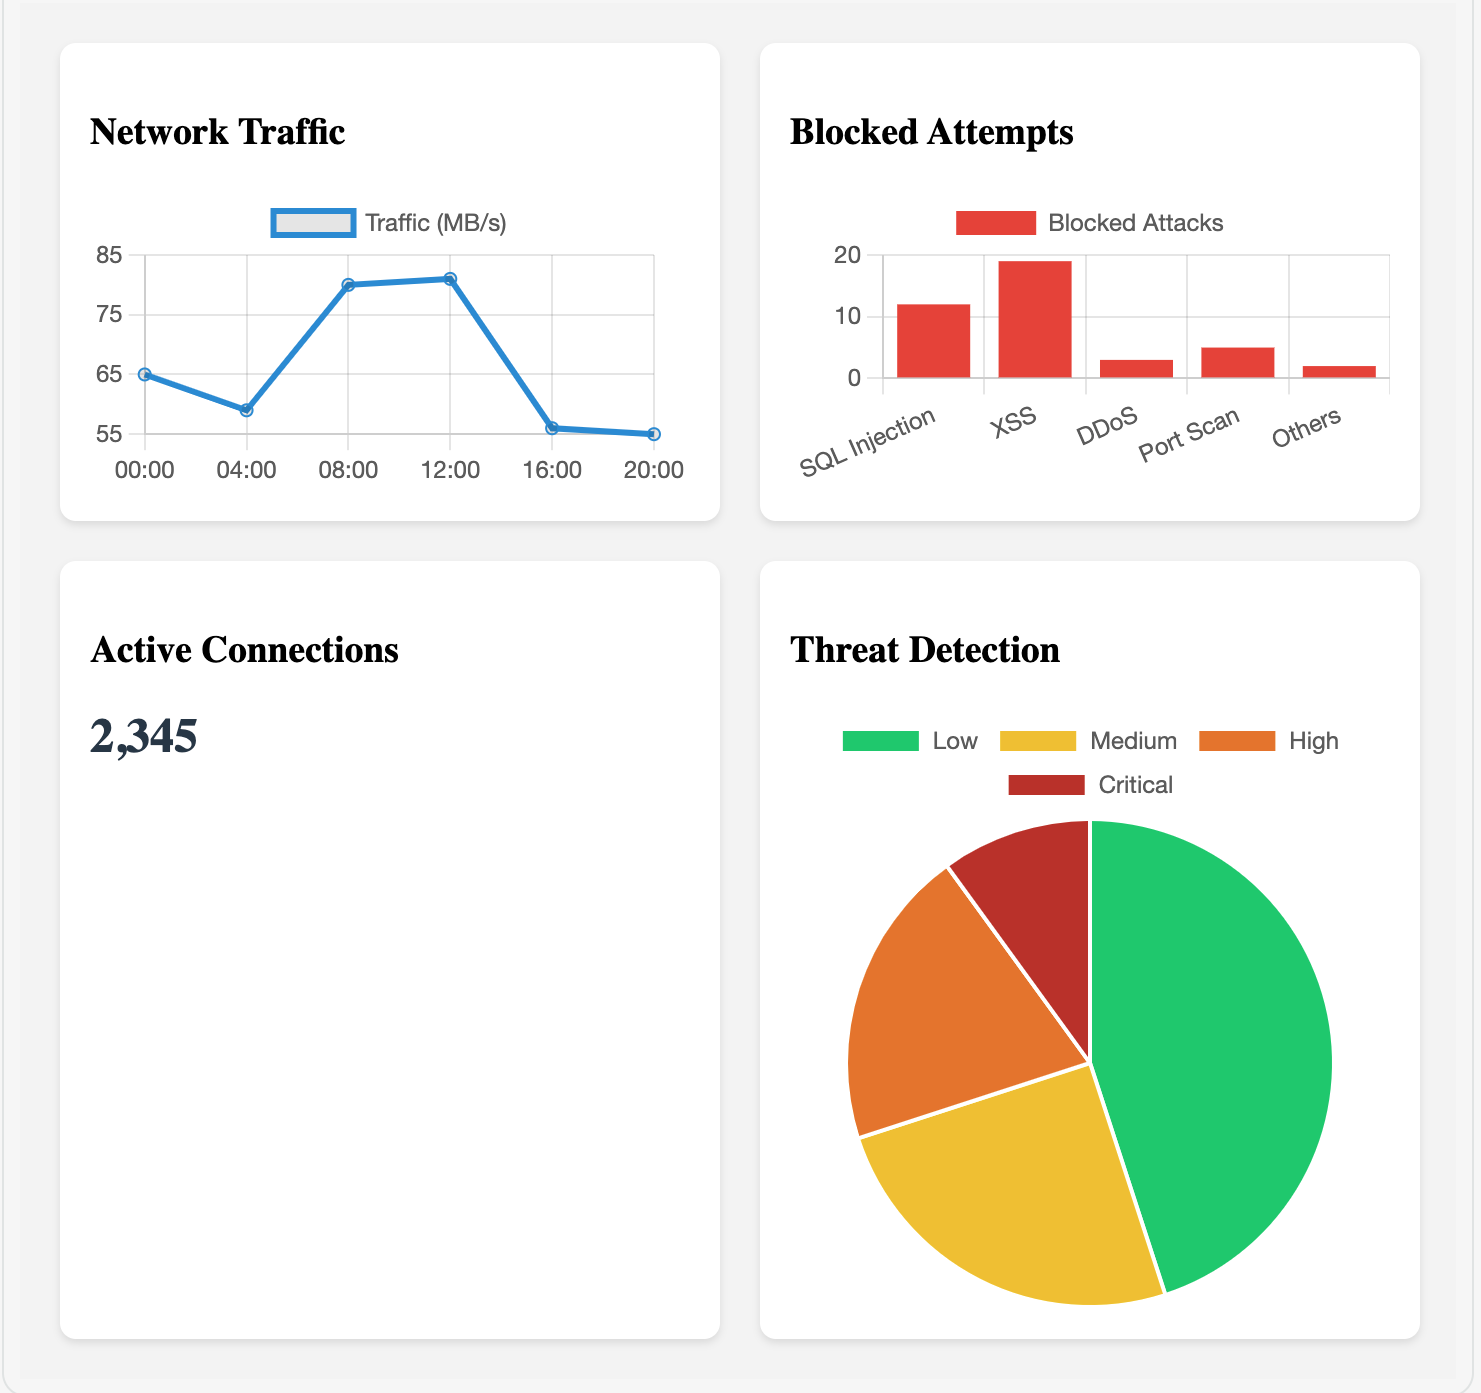 Network Traffic
Traffic (MB/s)
85
75
65
55
00:00 04:00 08:00 12:00 16:00 20:00
Blocked Attempts
Blocked Attacks
20
10
0
SQL Injection XSS DDoS Port Scan Others
Active Connections
2,345
Threat Detection
Low Medium High
Critical